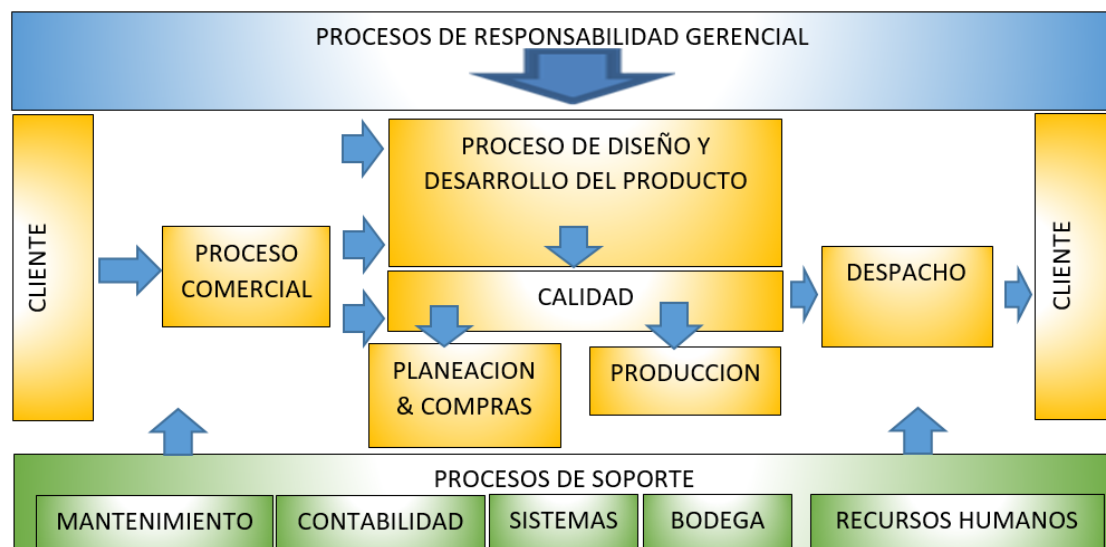 PROCESOS DE RESPONSABILIDAD GERENCIAL
CLIENTE
PROCESO
COMERCIAL
PROCESO DE DISEÑO Y
DESARROLLO DEL PRODUCTO
CALIDAD
PLANEACION
& COMPRAS
PRODUCCION
DESPACHO
CLIENTE
PROCESOS DE SOPORTE
MANTENIMIENTO
CONTABILIDAD
SISTEMAS
BODEGA
RECURSOS HUMANOS